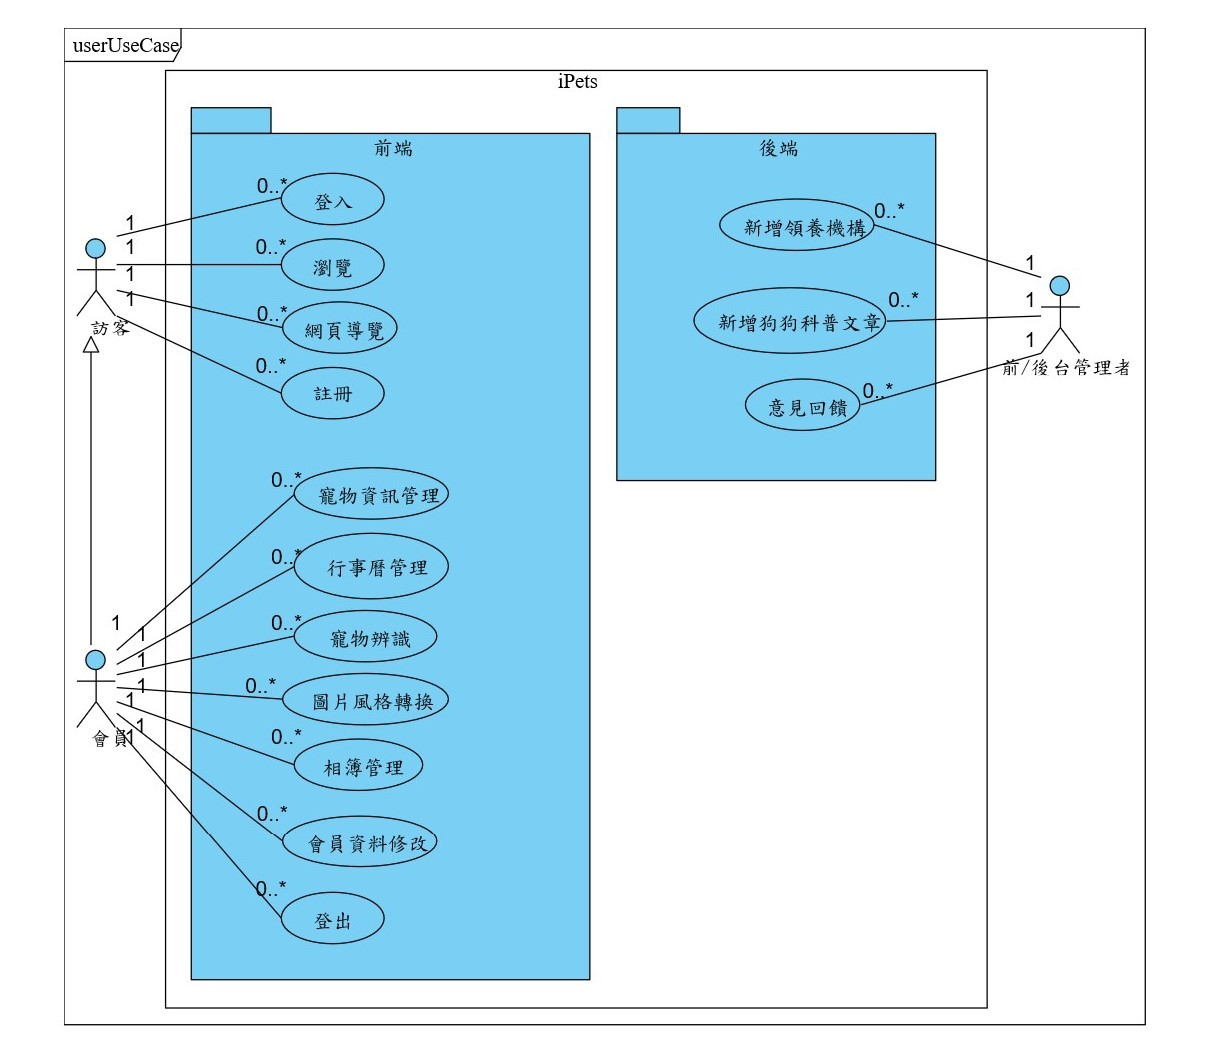 userUseCase
iPets
前端
後端
0..*
登入
1
0..*
瀏覽
1
0..*
網頁導覽
1
0..*
註冊
1
訪客
0..*
新增領養機構
1
0..*
新增狗狗科普文章
1
0..*
意見回饋
1
前/後台管理者
0..*
寵物資訊管理
1
0..*
行事曆管理
1
0..*
寵物辨識
1
0..*
圖片風格轉換
1
0..*
相簿管理
1
0..*
會員資料修改
1
0..*
登出
1
會員